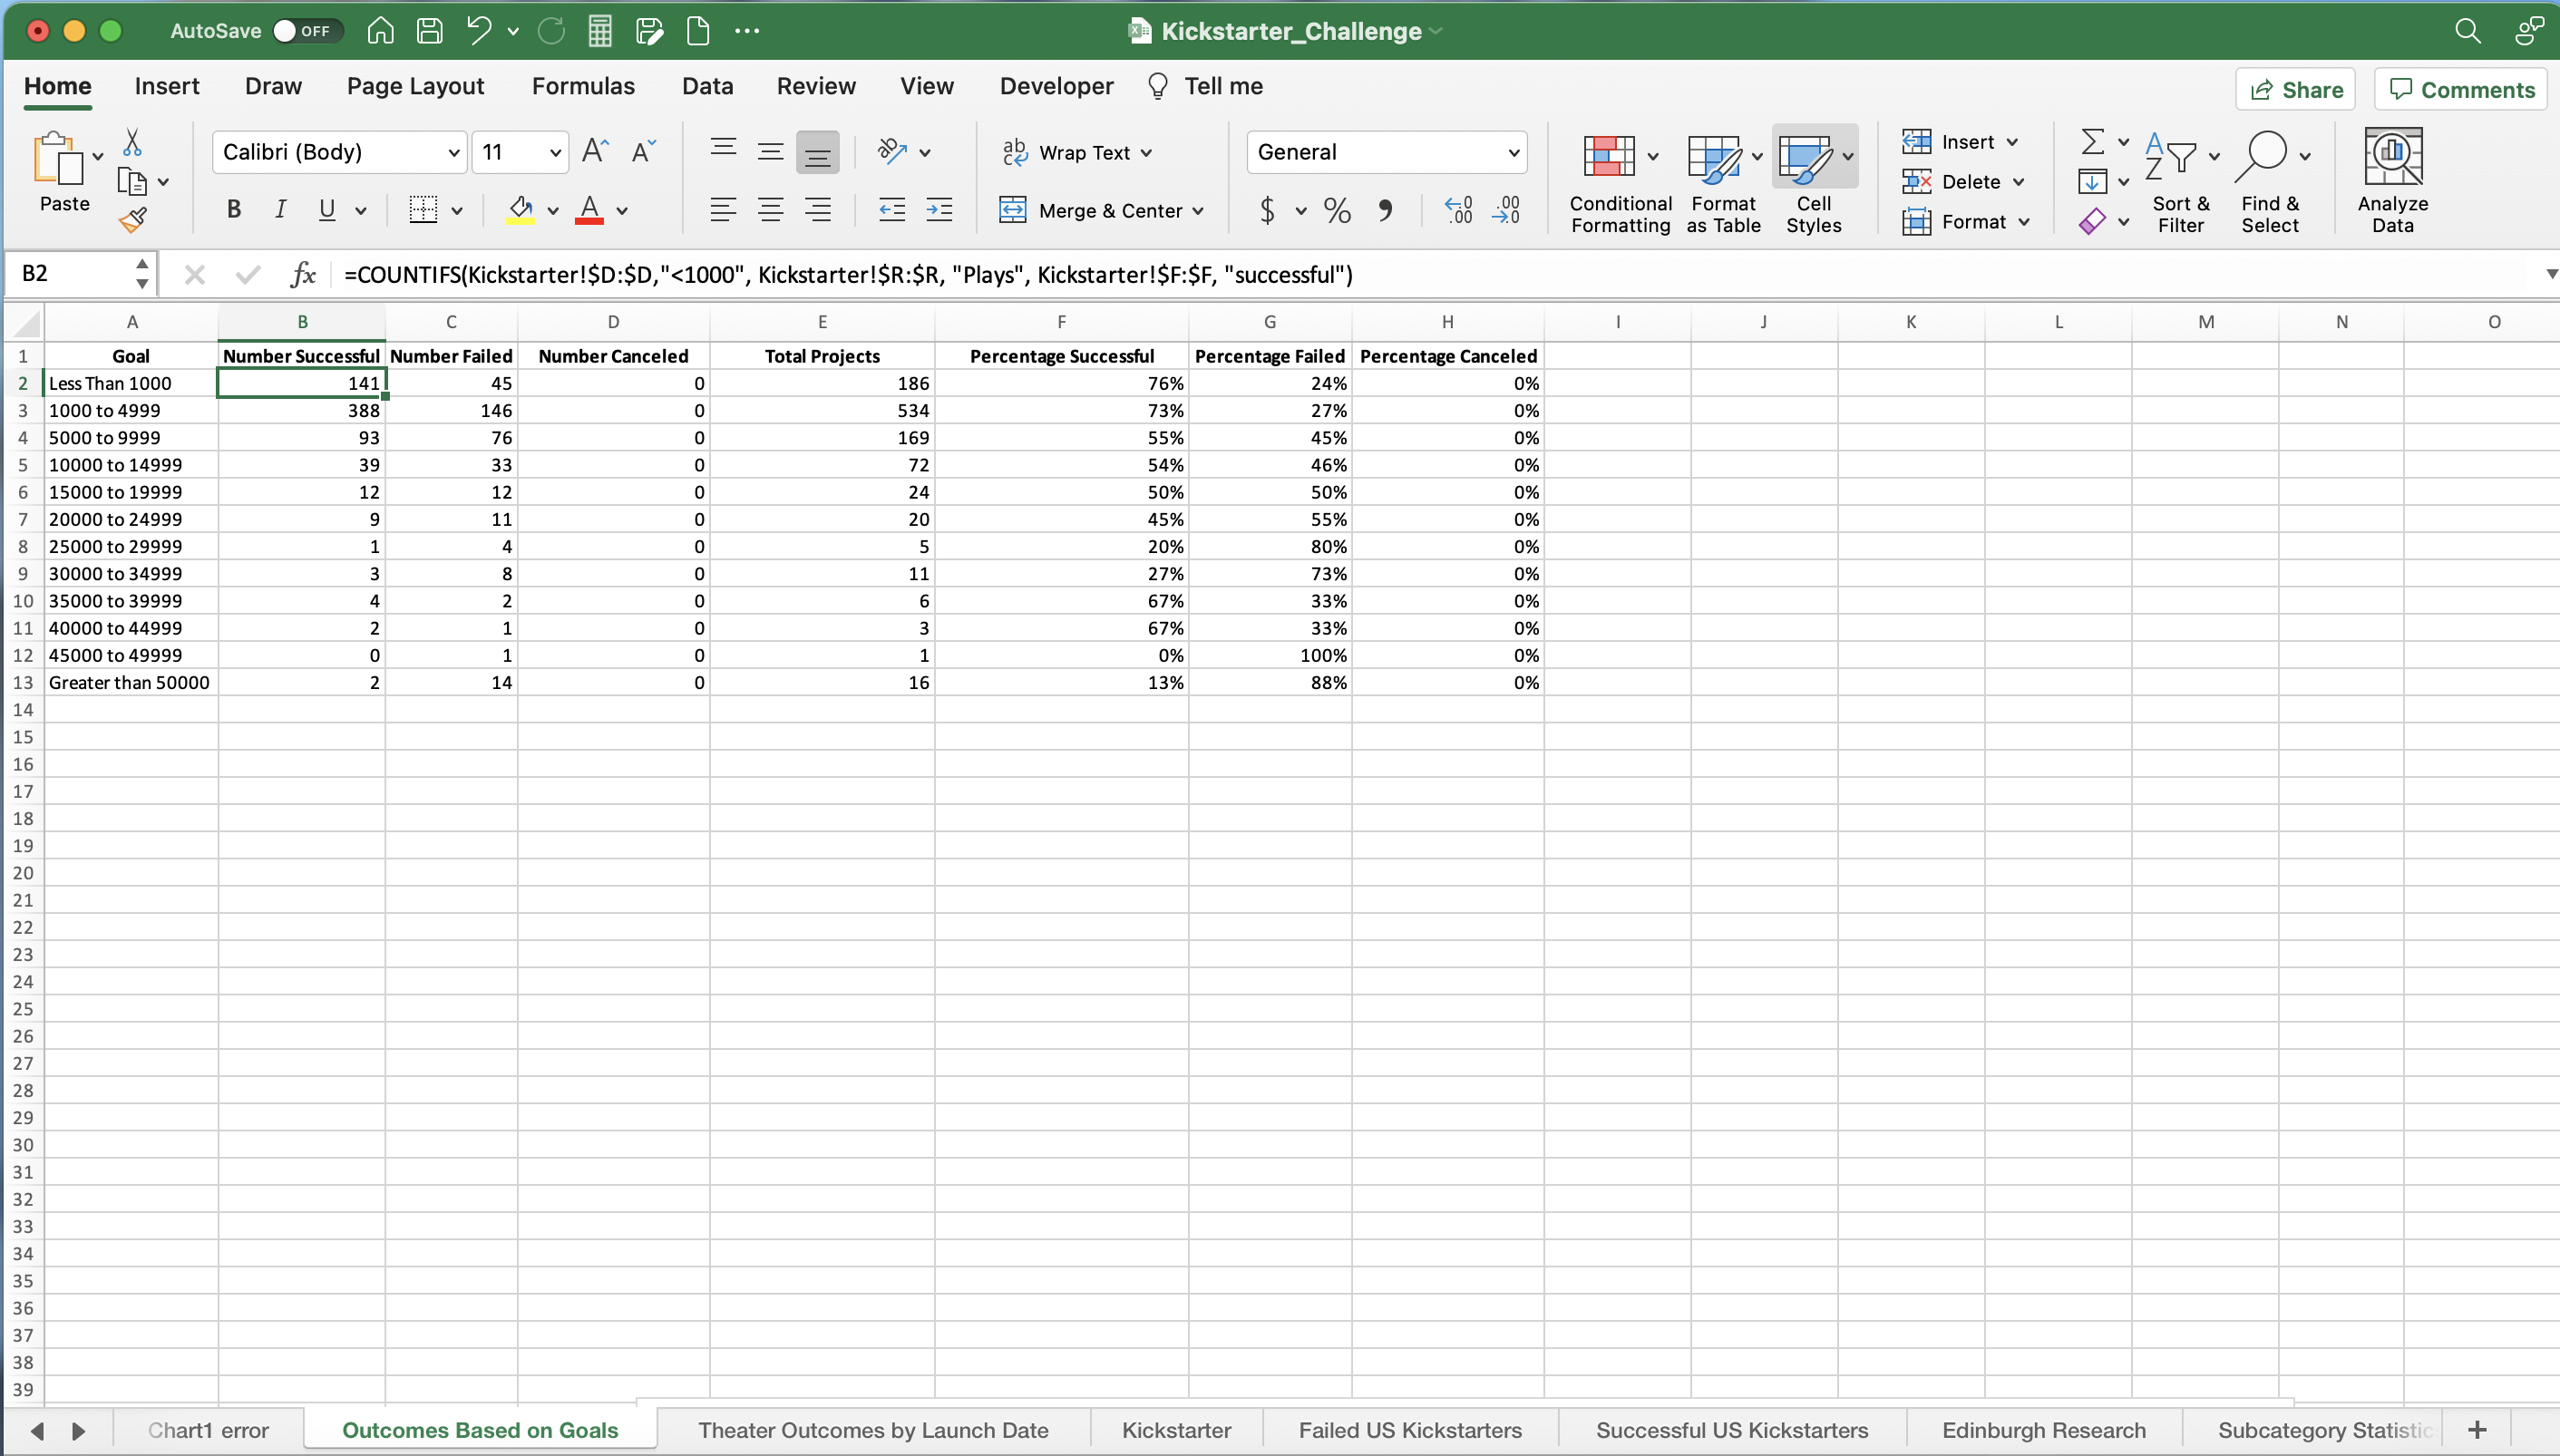 AutoSave OFF Kickstarter_Challenge
Home Insert Draw Page Layout Formulas Data Review View Developer Tell me Share Comments
Paste Calibri (Body) 11 A A Wrap Text General Conditional Formatting Format as Table Cell Styles Insert Delete Format Sort & Filter Find & Select Analyze Data
B I U A Merge & Center $ %
B2 fx =COUNTIFS(Kickstarter!$D:$D,"<1000", Kickstarter!$R:$R, "Plays", Kickstarter!$F:$F, "successful")
A B C D E F G H I J K L M N O
1 Goal Number Successful Number Failed Number Canceled Total Projects Percentage Successful Percentage Failed Percentage Canceled
2 Less Than 1000 141 45 0 186 76% 24% 0%
3 1000 to 4999 388 146 0 534 73% 27% 0%
4 5000 to 9999 93 76 0 169 55% 45% 0%
5 10000 to 14999 39 33 0 72 54% 46% 0%
6 15000 to 19999 12 12 0 24 50% 50% 0%
7 20000 to 24999 9 11 0 20 45% 55% 0%
8 25000 to 29999 1 4 0 5 20% 80% 0%
9 30000 to 34999 3 8 0 11 27% 73% 0%
10 35000 to 39999 4 2 0 6 67% 33% 0%
11 40000 to 44999 2 1 0 3 67% 33% 0%
12 45000 to 49999 0 1 0 1 0% 100% 0%
13 Greater than 50000 2 14 0 16 13% 88% 0%
14
15
16
17
18
19
20
21
22
23
24
25
26
27
28
29
30
31
32
33
34
35
36
37
38
39
Chart1 error Outcomes Based on Goals Theater Outcomes by Launch Date Kickstarter Failed US Kickstarters Successful US Kickstarters Edinburgh Research Subcategory Statistic